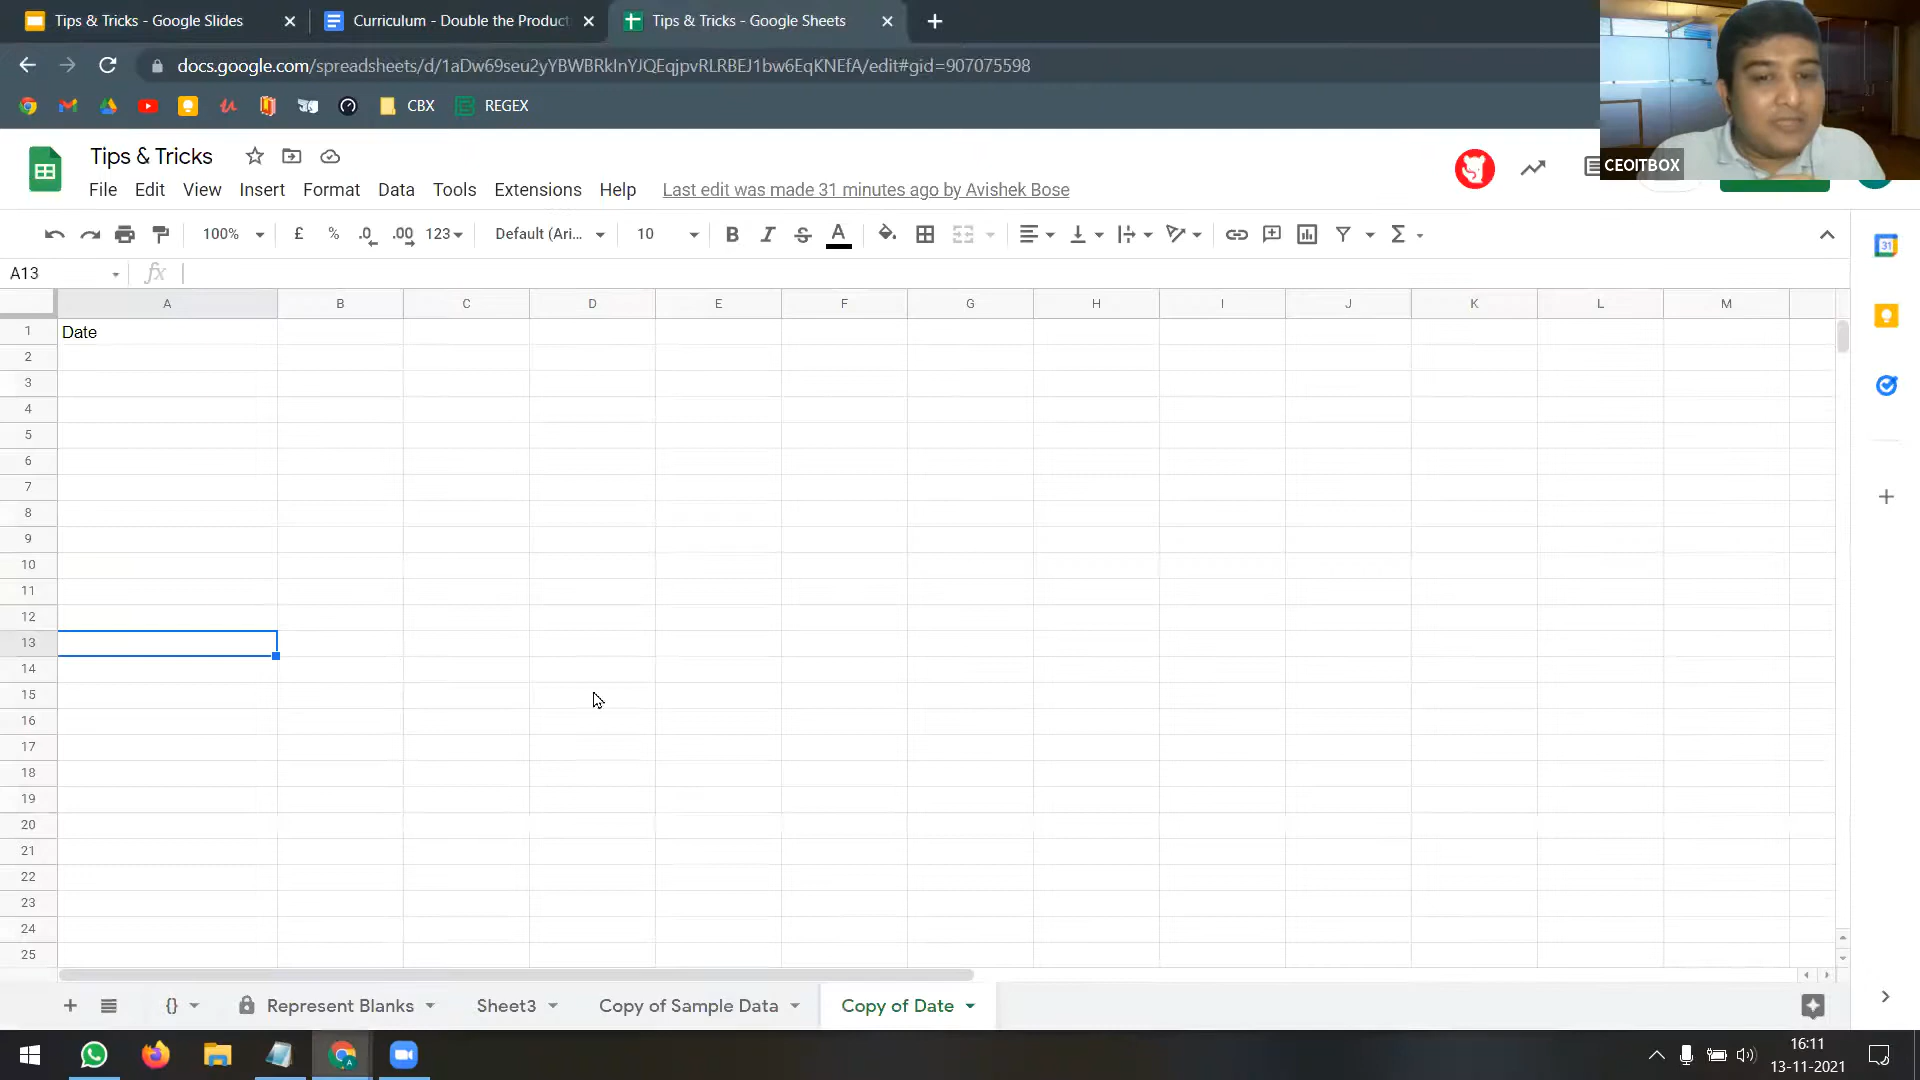 Tips & Tricks - Google Slides
Curriculum - Double the Product
Tips & Tricks - Google Sheets
docs.google.com/spreadsheets/d/1aDw69seu2yYBWBRkInYJQEqjpvRLRBEJ1bw6EqKNEfA/edit#gid=907075598
CBX
REGEX
CEOITBOX
Tips & Tricks
File Edit View Insert Format Data Tools Extensions Help Last edit was made 31 minutes ago by Avishek Bose
100% £ % .0 .00 123 Default (Ari... 10 B I S A Σ
A13 fx
A B C D E F G H I J K L M
1 Date
2
3
4
5
6
7
8
9
10
11
12
13
14
15
16
17
18
19
20
21
22
23
24
25
31
+ {} Represent Blanks Sheet3 Copy of Sample Data Copy of Date
16:11
13-11-2021